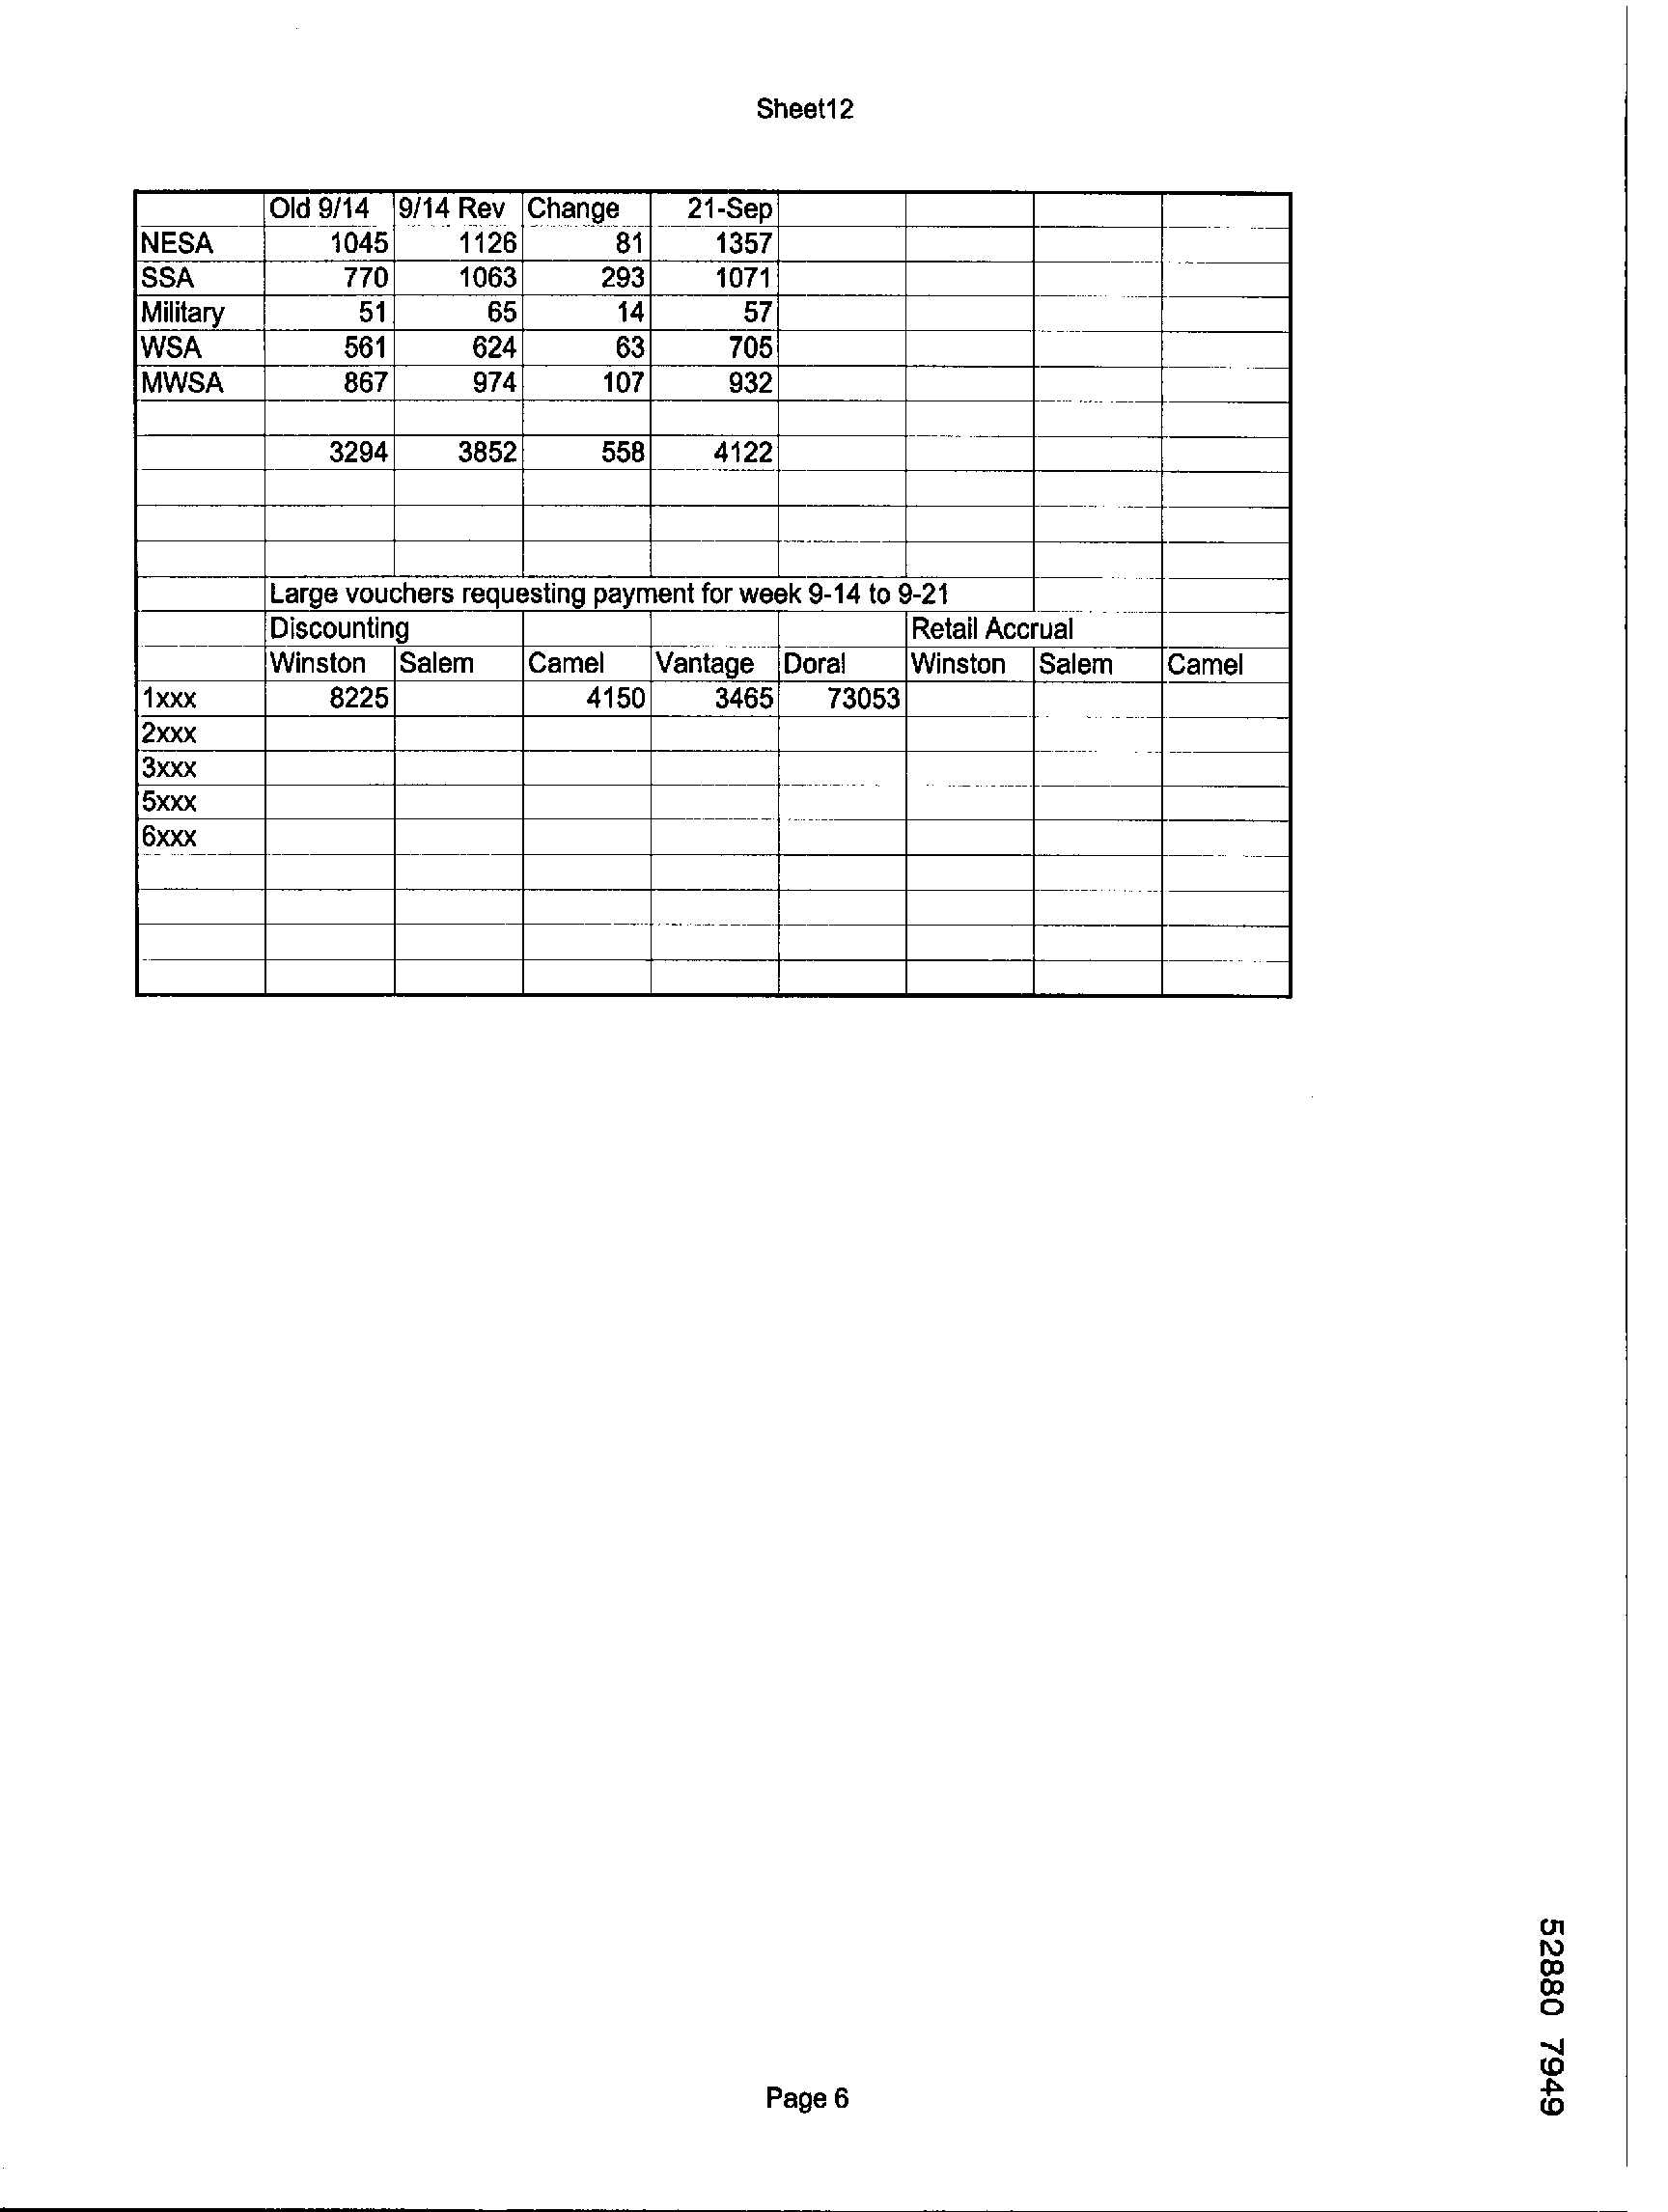 Sheet12
Old 9/14 9/14 Rev Change 21-Sep
NESA 1045 1126 81 1357
SSA 770 1063 293 1071
Military 51 65 14 57
WSA 561 624 63 705
MWSA 867 974 107 932
3294 3852 558 4122
Large vouchers requesting payment for week 9-14 to 9-21
Discounting Retail Accrual
Winston Salem Camel Vantage Doral Winston Salem Camel
1xxx 8225 4150 3465 73053
2xxx
3xxx
5xxx
6xxx
Page 6
52880 7949